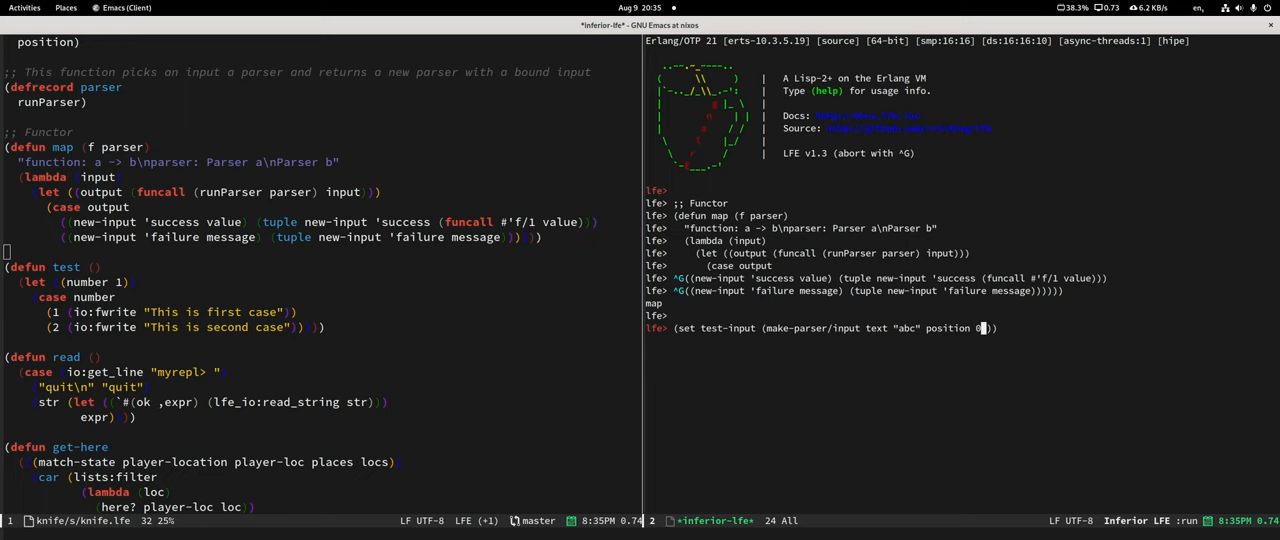 Activities Places Emacs (Client) Aug 9 20:35 38.3% 0.73 6.2 KB/s en₁
*inferior-lfe* - GNU Emacs at nixos
position)
;; This function picks an input a parser and returns a new parser with a bound input
(defrecord parser
runParser)
;; Functor
(defun map (f parser)
"function: a -> b\nparser: Parser a\nParser b"
(lambda (input)
(let ((output (funcall (runParser parser) input)))
(case output
((new-input 'success value) (tuple new-input 'success (funcall #'f/1 value)))
((new-input 'failure message) (tuple new-input 'failure message))))))
(defun test ()
(let ((number 1))
(case number
(1 (io:fwrite "This is first case"))
(2 (io:fwrite "This is second case")))))
(defun read ()
(case (io:get_line "myrepl> ")
("quit\n" "quit")
(str (let ((`#(ok ,expr) (lfe_io:read_string str)))
expr))))
(defun get-here
(((match-state player-location player-loc places locs))
(car (lists:filter
(lambda (loc)
(here? player-loc loc))
1 knife/s/knife.lfe 32 25% LF UTF-8 LFE (+1) master 8:35PM 0.74
Erlang/OTP 21 [erts-10.3.5.19] [source] [64-bit] [smp:16:16] [ds:16:16:10] [async-threads:1] [hipe]
..-~-.-_~---..
( \\ ) | A Lisp-2+ on the Erlang VM
|`-.._/_\\_.-': | Type (help) for usage info.
| g |_ \ |
| n | | | Docs:
| a / / | Source:
\ l |_/ |
\ r / | LFE v1.3 (abort with ^G)
`-E___.-'
lfe>
lfe> ;; Functor
lfe> (defun map (f parser)
lfe> "function: a -> b\nparser: Parser a\nParser b"
lfe> (lambda (input)
lfe> (let ((output (funcall (runParser parser) input)))
lfe> (case output
lfe> ^G((new-input 'success value) (tuple new-input 'success (funcall #'f/1 value)))
lfe> ^G((new-input 'failure message) (tuple new-input 'failure message))))))
map
lfe>
lfe> (set test-input (make-parser/input text "abc" position 0))
2 *inferior-lfe* 24 All LF UTF-8 Inferior LFE :run 8:35PM 0.74